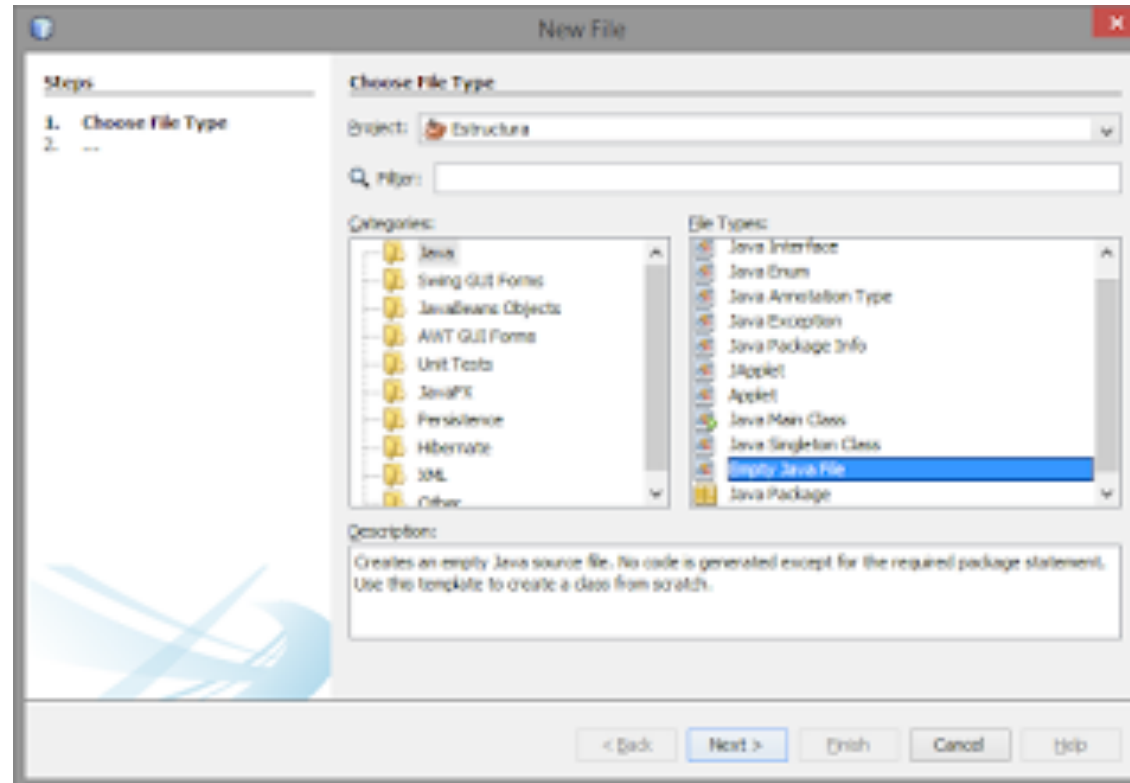 New File
Steps
1. Choose File Type
2. ...
Choose File Type
Project: Estructura
Filter:
Categories:
Java
Swing GUI Forms
JavaBeans Objects
AWT GUI Forms
Unit Tests
JavaFX
Persistence
Hibernate
XML
Other
File Types:
Java Interface
Java Enum
Java Annotation Type
Java Exception
Java Package Info
JApplet
Applet
Java Main Class
Java Singleton Class
Empty Java File
Java Package
Description:
Creates an empty Java source file. No code is generated except for the required package statement.
Use this template to create a class from scratch.
< Back
Next >
Finish
Cancel
Help